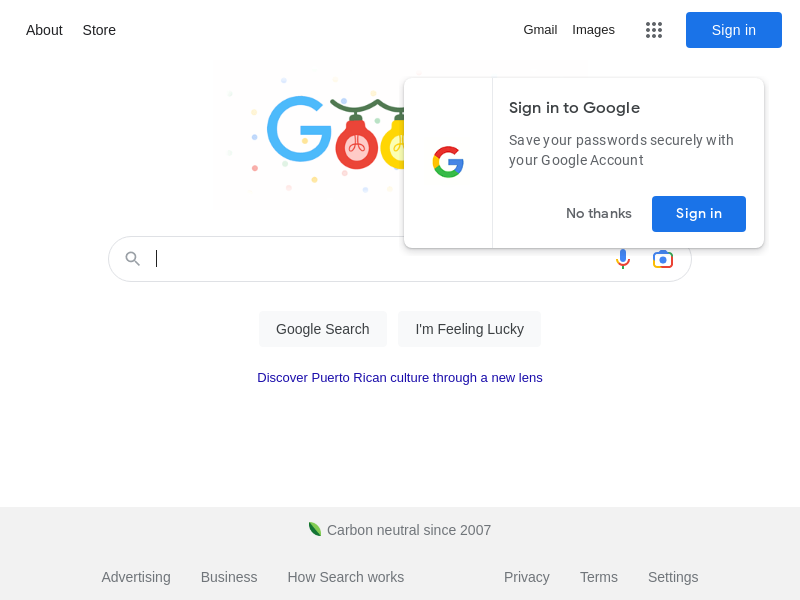 About Store Gmail Images Sign in
Sign in to Google
Save your passwords securely with
your Google Account
No thanks Sign in
Google Search I'm Feeling Lucky
Discover Puerto Rican culture through a new lens
Carbon neutral since 2007
Advertising Business How Search works Privacy Terms Settings